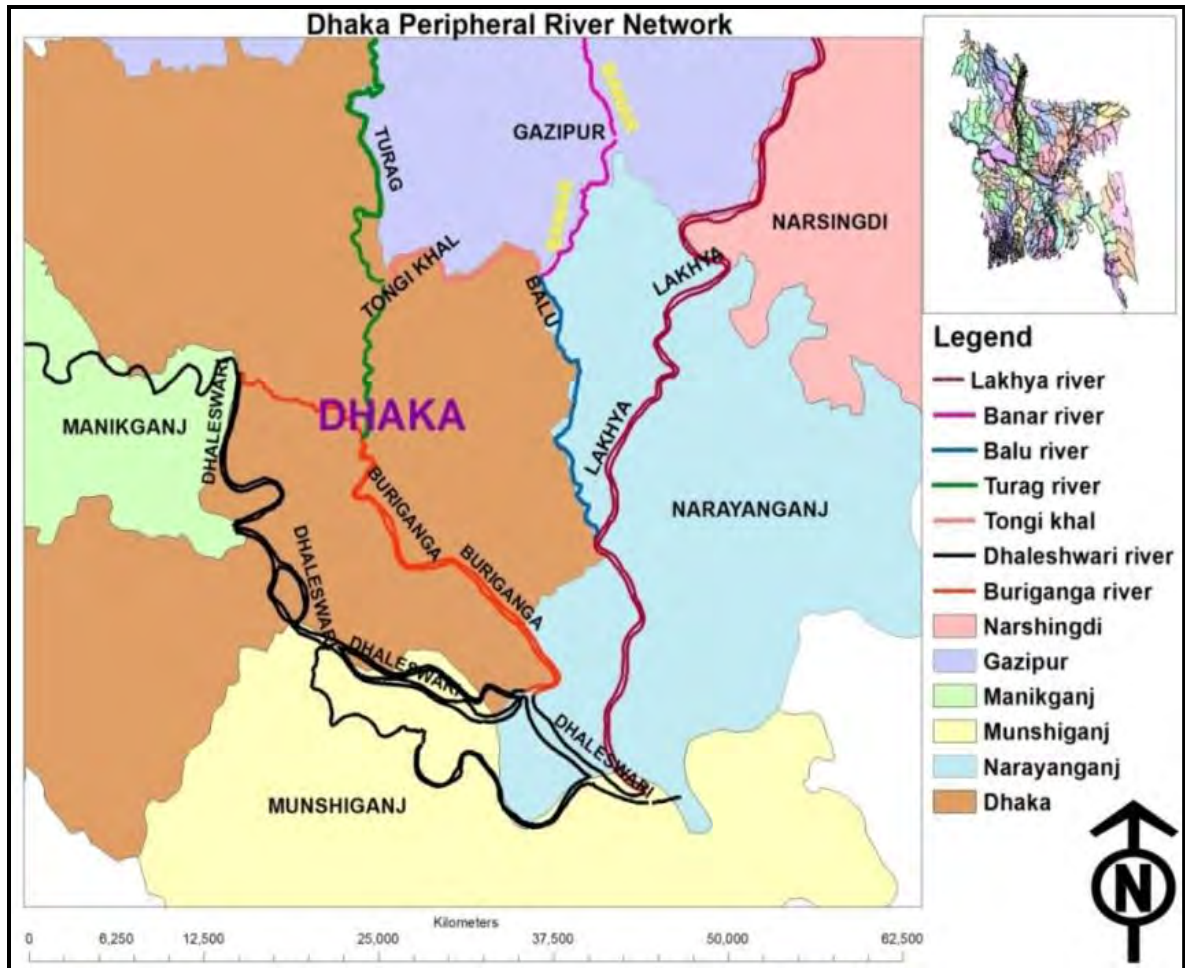 Dhaka Peripheral River Network
TURAG
BANAR
GAZIPUR
BANAR
NARSINGDI
TONGI KHAL
BALU
LAKHYA
DHAKA
MANIKGANJ
DHALESWARI
LAKHYA
BURIGANGA
BURIGANGA
NARAYANGANJ
DHALESWARI
DHALESWARI
DHALESWARI
MUNSHIGANJ
Legend
Lakhya river
Banar river
Balu river
Turag river
Tongi khal
Dhaleshwari river
Buriganga river
Narshingdi
Gazipur
Manikganj
Munshiganj
Narayanganj
Dhaka
N
Kilometers
0 6,250 12,500 25,000 37,500 50,000 62,500